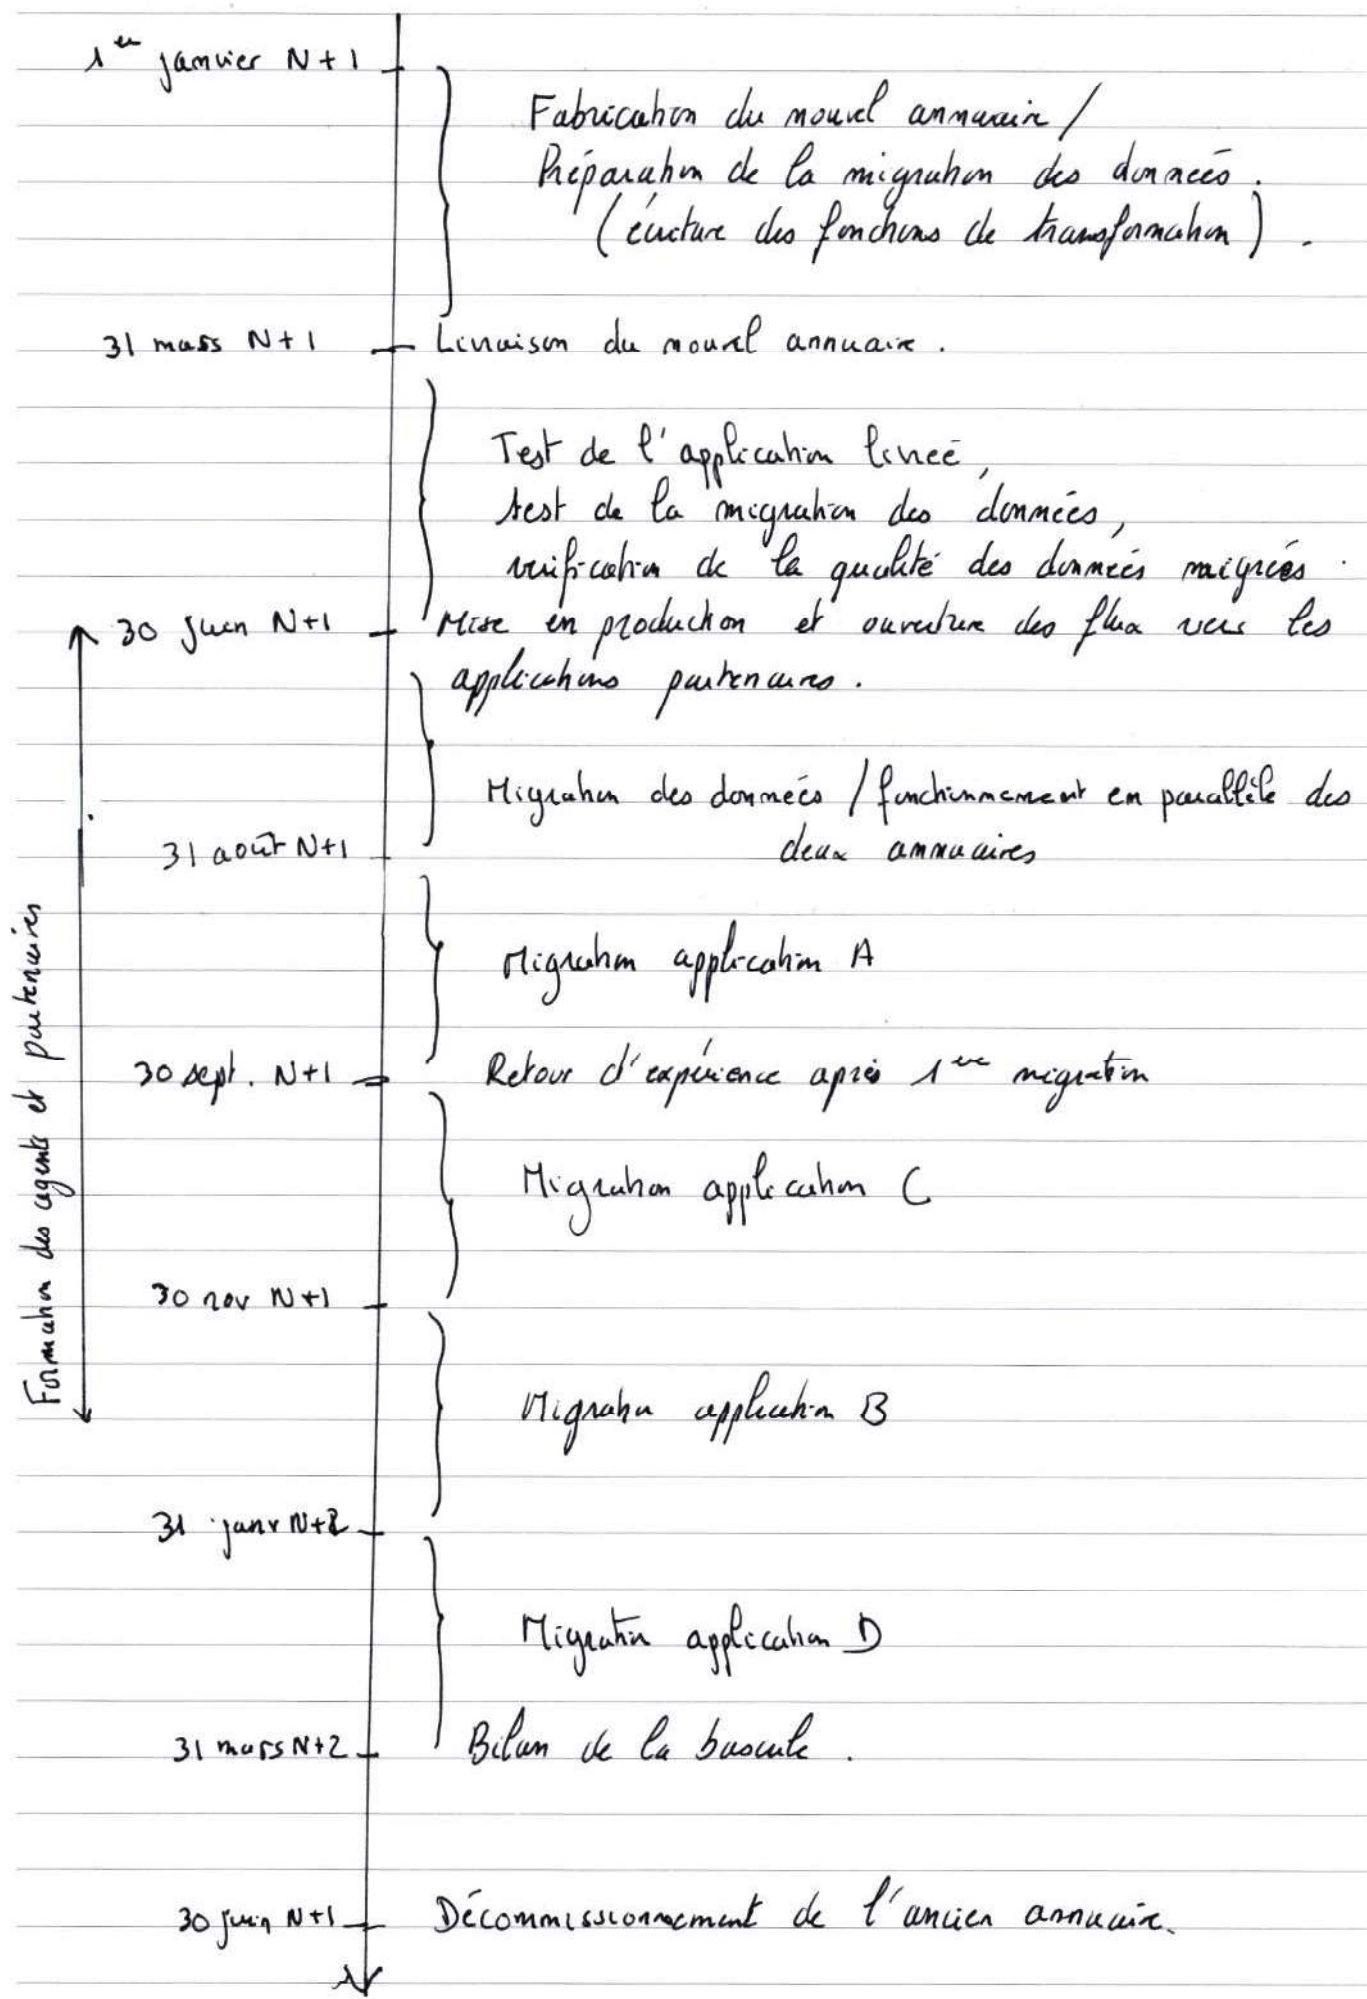 1er janvier N+1
Fabrication du nouvel annuaire /
Préparation de la migration des données.
(écriture des fonctions de transformation).
31 mars N+1
Livraison du nouvel annuaire.
Test de l'application livrée,
test de la migration des données,
vérification de la qualité des données migrées.
30 juin N+1
Mise en production et ouverture des flux vers les
applications partenaires.
Migration des données / fonctionnement en parallèle des
deux annuaires
31 août N+1
Migration application A
30 sept. N+1
Retour d'expérience après 1ère migration
Migration application C
30 nov N+1
Migration application B
31 janv N+2
Migration application D
31 mars N+2
Bilan de la bascule.
30 juin N+1
Décommissionnement de l'ancien annuaire.
Formation des agents et partenaires